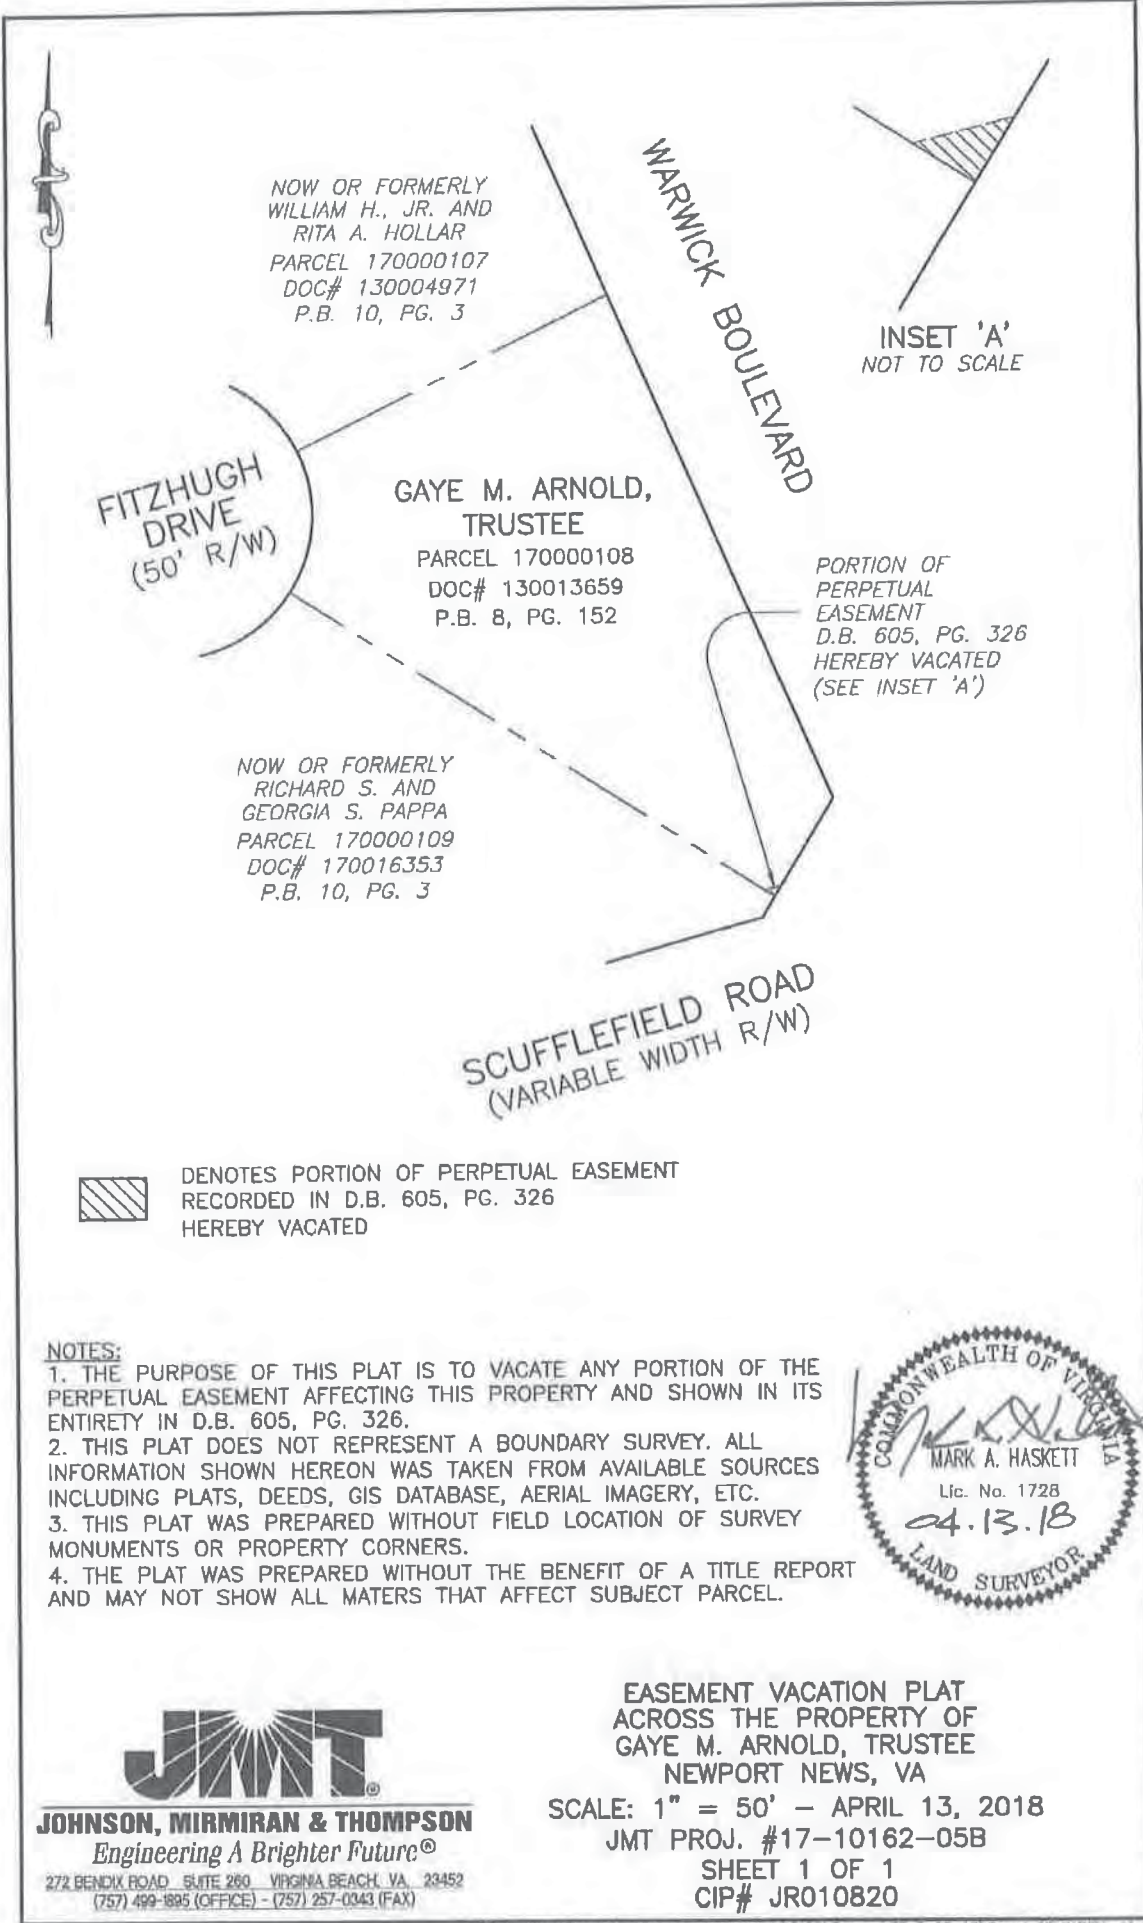 NOW OR FORMERLY
WILLIAM H., JR. AND
RITA A. HOLLAR
PARCEL 170000107
DOC# 130004971
P.B. 10, PG. 3
WARWICK BOULEVARD
INSET 'A'
NOT TO SCALE
FITZHUGH
DRIVE
(50' R/W)
GAYE M. ARNOLD,
TRUSTEE
PARCEL 170000108
DOC# 130013659
P.B. 8, PG. 152
PORTION OF
PERPETUAL
EASEMENT
D.B. 605, PG. 326
HEREBY VACATED
(SEE INSET 'A')
NOW OR FORMERLY
RICHARD S. AND
GEORGIA S. PAPPA
PARCEL 170000109
DOC# 170016353
P.B. 10, PG. 3
SCUFFLEFIELD ROAD
(VARIABLE WIDTH R/W)
DENOTES PORTION OF PERPETUAL EASEMENT
RECORDED IN D.B. 605, PG. 326
HEREBY VACATED
NOTES:
1. THE PURPOSE OF THIS PLAT IS TO VACATE ANY PORTION OF THE
PERPETUAL EASEMENT AFFECTING THIS PROPERTY AND SHOWN IN ITS
ENTIRETY IN D.B. 605, PG. 326.
2. THIS PLAT DOES NOT REPRESENT A BOUNDARY SURVEY. ALL
INFORMATION SHOWN HEREON WAS TAKEN FROM AVAILABLE SOURCES
INCLUDING PLATS, DEEDS, GIS DATABASE, AERIAL IMAGERY, ETC.
3. THIS PLAT WAS PREPARED WITHOUT FIELD LOCATION OF SURVEY
MONUMENTS OR PROPERTY CORNERS.
4. THE PLAT WAS PREPARED WITHOUT THE BENEFIT OF A TITLE REPORT
AND MAY NOT SHOW ALL MATERS THAT AFFECT SUBJECT PARCEL.
COMMONWEALTH OF VIRGINIA
MARK A. HASKETT
Lic. No. 1728
04.13.18
LAND SURVEYOR
JMT®
JOHNSON, MIRMIRAN & THOMPSON
Engineering A Brighter Future®
272 BENDIX ROAD SUITE 260 VIRGINIA BEACH, VA, 23452
(757) 499-1895 (OFFICE) - (757) 257-0343 (FAX)
EASEMENT VACATION PLAT
ACROSS THE PROPERTY OF
GAYE M. ARNOLD, TRUSTEE
NEWPORT NEWS, VA
SCALE: 1" = 50' - APRIL 13, 2018
JMT PROJ. #17-10162-05B
SHEET 1 OF 1
CIP# JR010820